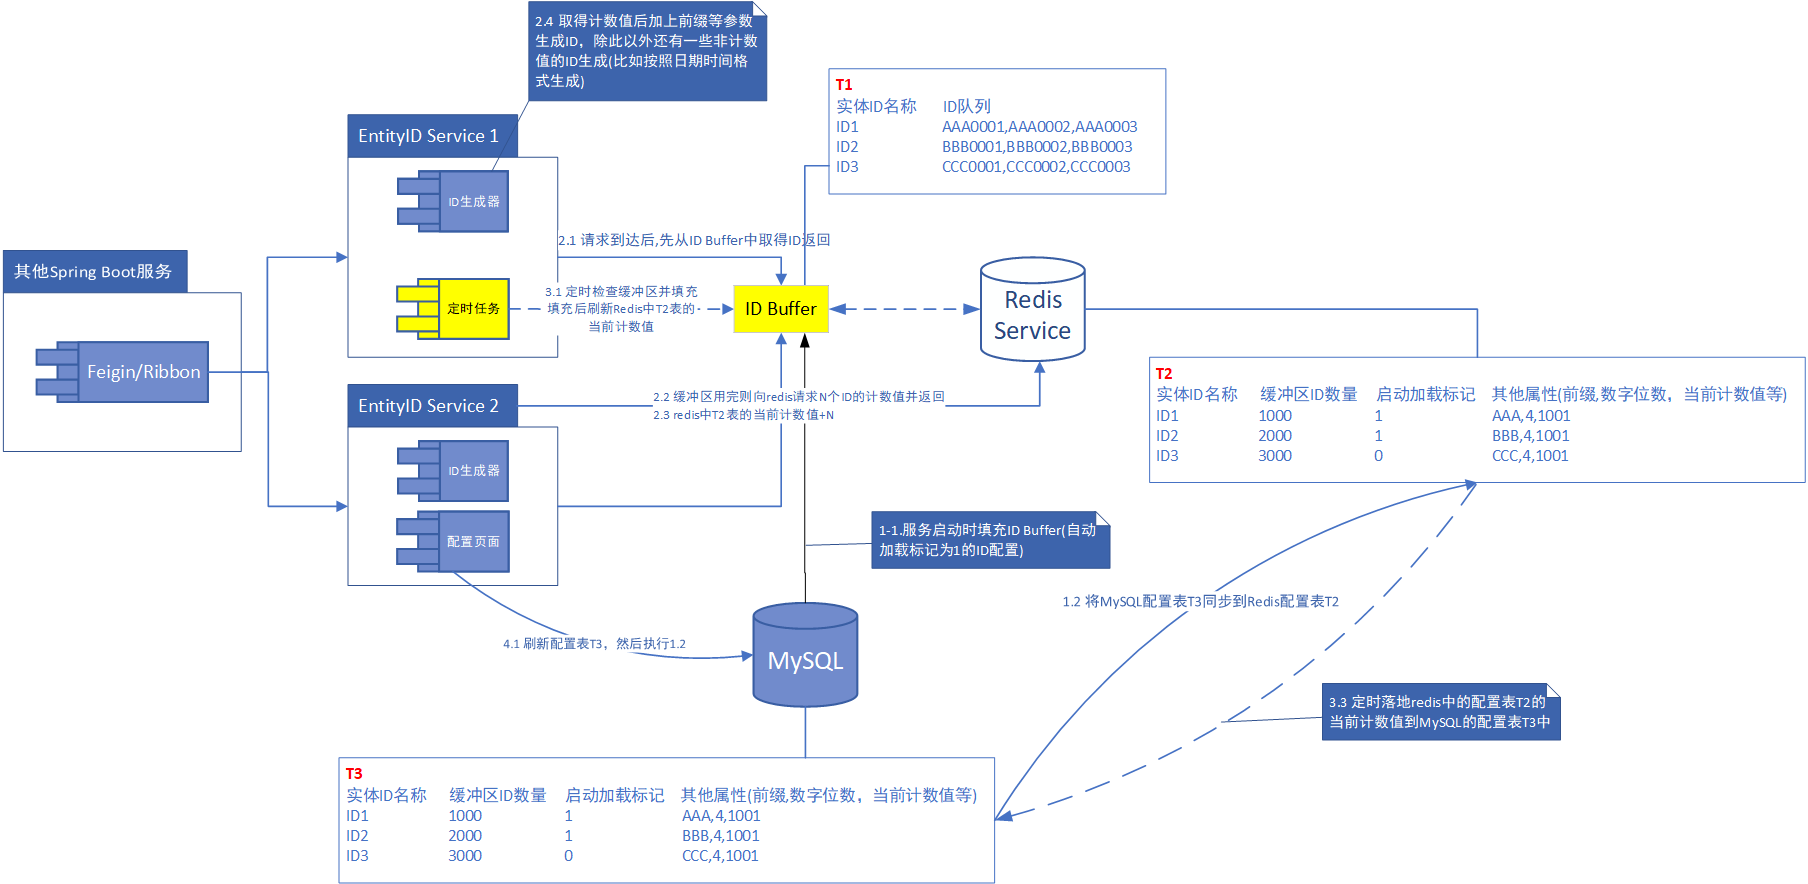 2.4 取得计数值后加上前缀等参数
生成ID，除此以外还有一些非计数
值的ID生成(比如按照日期时间格
式生成)
T1
实体ID名称 ID队列
ID1 AAA0001,AAA0002,AAA0003
ID2 BBB0001,BBB0002,BBB0003
ID3 CCC0001,CCC0002,CCC0003
EntityID Service 1
ID生成器
定时任务
2.1 请求到达后,先从ID Buffer中取得ID返回
其他Spring Boot服务
Feigin/Ribbon
3.1 定时检查缓冲区并填充
填充后刷新Redis中T2表的
当前计数值
ID Buffer
Redis
Service
EntityID Service 2
ID生成器
配置页面
2.2 缓冲区用完则向redis请求N个ID的计数值并返回
2.3 redis中T2表的当前计数值+N
T2
实体ID名称 缓冲区ID数量 启动加载标记 其他属性(前缀,数字位数，当前计数值等)
ID1 1000 1 AAA,4,1001
ID2 2000 1 BBB,4,1001
ID3 3000 0 CCC,4,1001
1-1.服务启动时填充ID Buffer(自动
加载标记为1的ID配置)
1.2 将MySQL配置表T3同步到Redis配置表T2
4.1 刷新配置表T3，然后执行1.2
MySQL
3.3 定时落地redis中的配置表T2的
当前计数值到MySQL的配置表T3中
T3
实体ID名称 缓冲区ID数量 启动加载标记 其他属性(前缀,数字位数，当前计数值等)
ID1 1000 1 AAA,4,1001
ID2 2000 1 BBB,4,1001
ID3 3000 0 CCC,4,1001